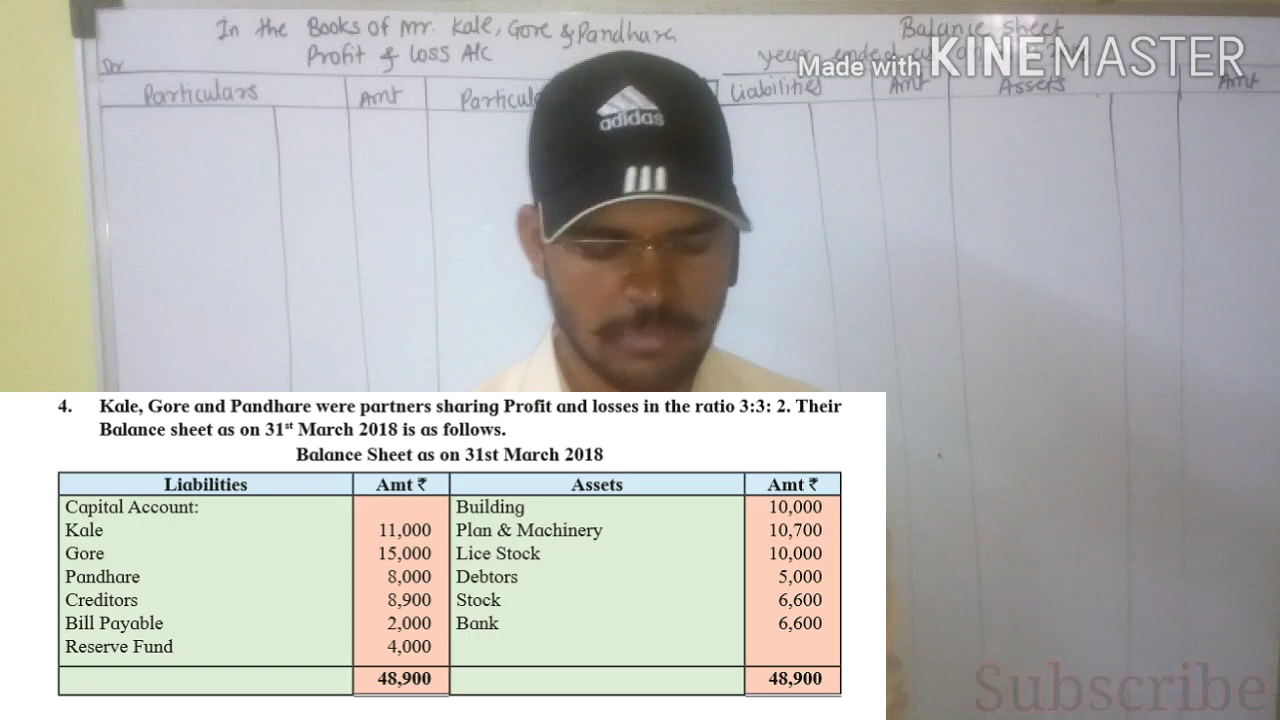 In the Books of Mr. Kale, Gore & Pandhare
Balance Sheet
Profit & Loss A/c
year ended
Made with KINEMASTER
Dr
Particulars Amt
Liabilities Amt Assets Amt
adidas
4. Kale, Gore and Pandhare were partners sharing Profit and losses in the ratio 3:3: 2. Their
Balance sheet as on 31st March 2018 is as follows.
Balance Sheet as on 31st March 2018
Liabilities Amt ₹ Assets Amt ₹
Capital Account: Building 10,000
Kale 11,000 Plan & Machinery 10,700
Gore 15,000 Lice Stock 10,000
Pandhare 8,000 Debtors 5,000
Creditors 8,900 Stock 6,600
Bill Payable 2,000 Bank 6,600
Reserve Fund 4,000
48,900 48,900
Subscribe